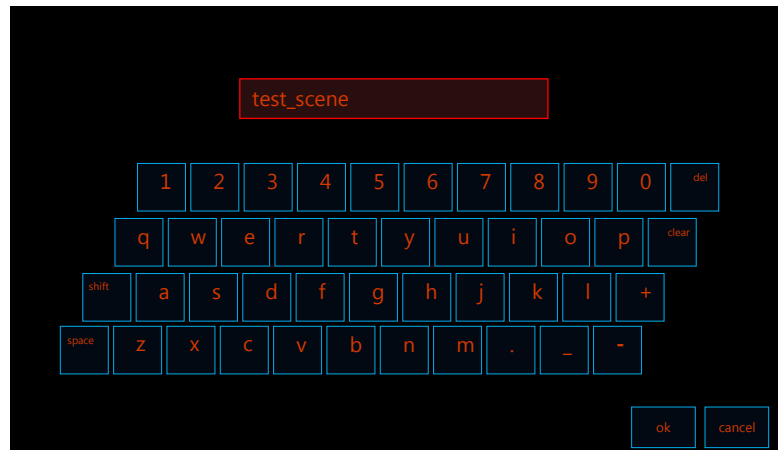 test_scene
1 2 3 4 5 6 7 8 9 0 del
q w e r t y u i o p clear
shift a s d f g h j k l +
space z x c v b n m . _ -
ok cancel